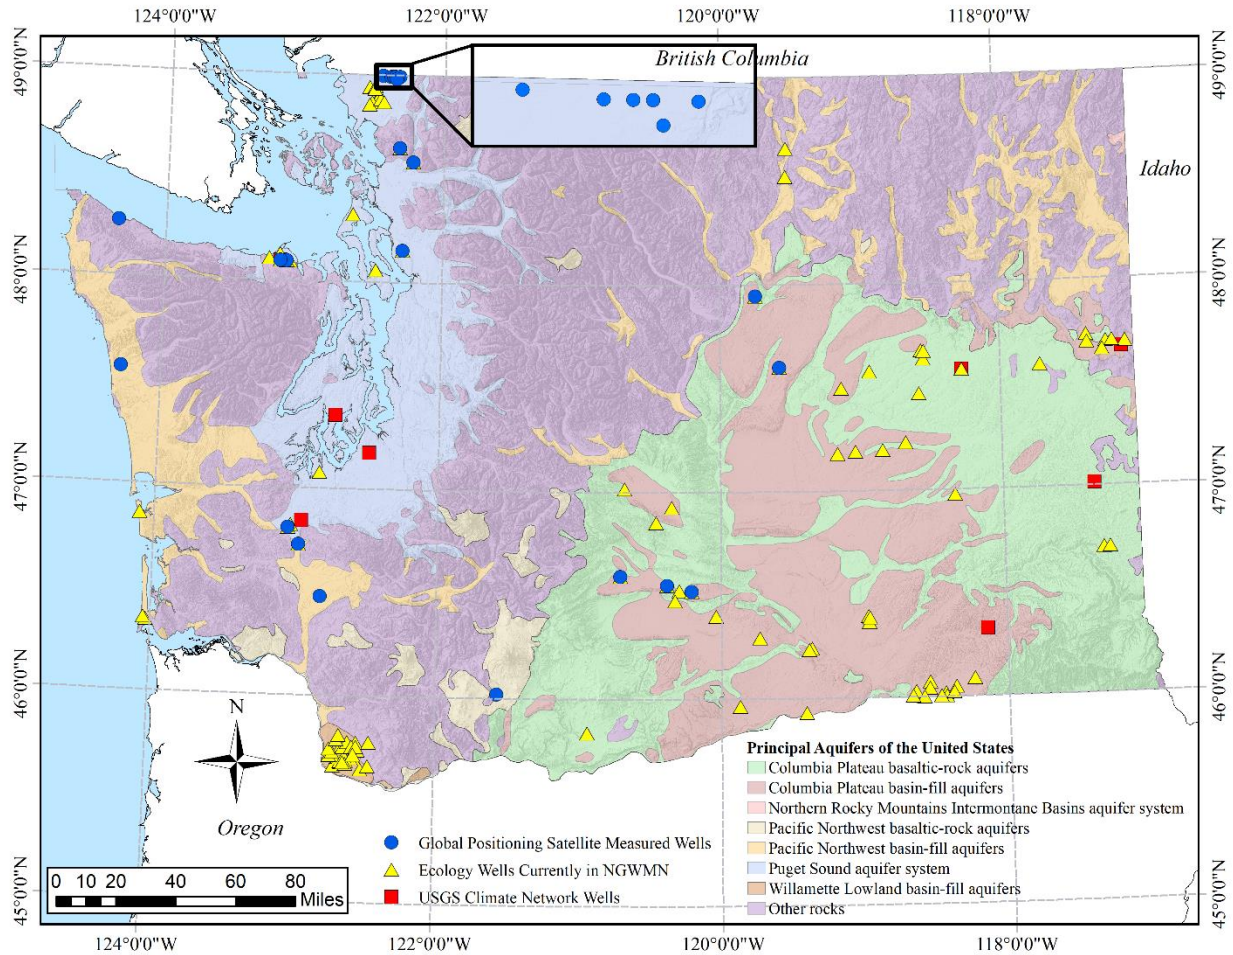 124°0'0"W 122°0'0"W 120°0'0"W 118°0'0"W
49°0'0"N
49°0'0"N
British Columbia
Idaho
48°0'0"N
48°0'0"N
47°0'0"N
47°0'0"N
46°0'0"N
46°0'0"N
N
Oregon
Principal Aquifers of the United States
Columbia Plateau basaltic-rock aquifers
Columbia Plateau basin-fill aquifers
Northern Rocky Mountains Intermontane Basins aquifer system
Pacific Northwest basaltic-rock aquifers
Pacific Northwest basin-fill aquifers
Puget Sound aquifer system
Willamette Lowland basin-fill aquifers
Other rocks
Global Positioning Satellite Measured Wells
Ecology Wells Currently in NGWMN
USGS Climate Network Wells
0 10 20 40 60 80
Miles
45°0'0"N
45°0'0"N
124°0'0"W 122°0'0"W 120°0'0"W 118°0'0"W